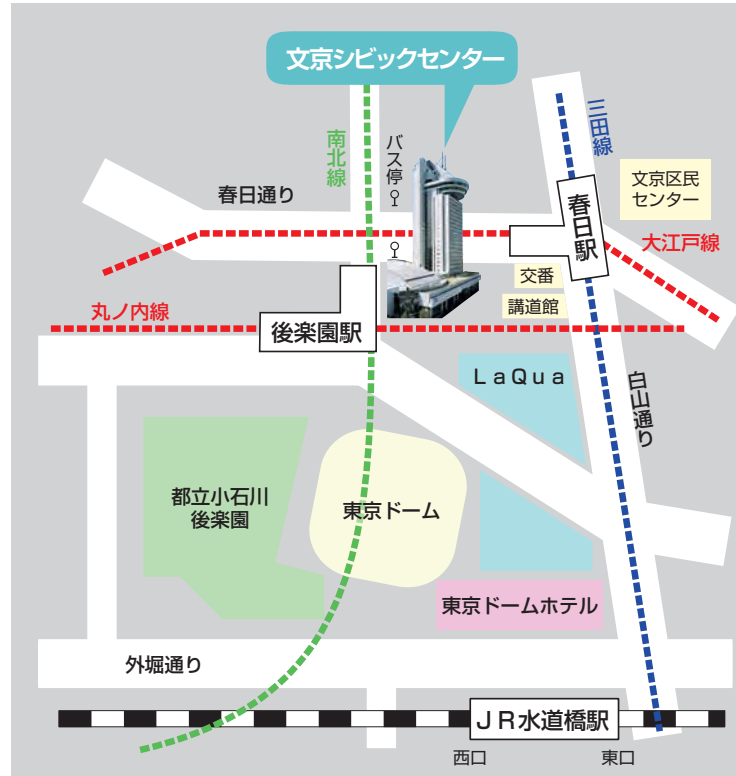 文京シビックセンター
南北線
バス停
三田線
春日通り
文京区民
センター
春日駅
大江戸線
交番
講道館
丸ノ内線
後楽園駅
LaQua
白山通り
都立小石川
後楽園
東京ドーム
東京ドームホテル
外堀通り
JR水道橋駅
西口
東口